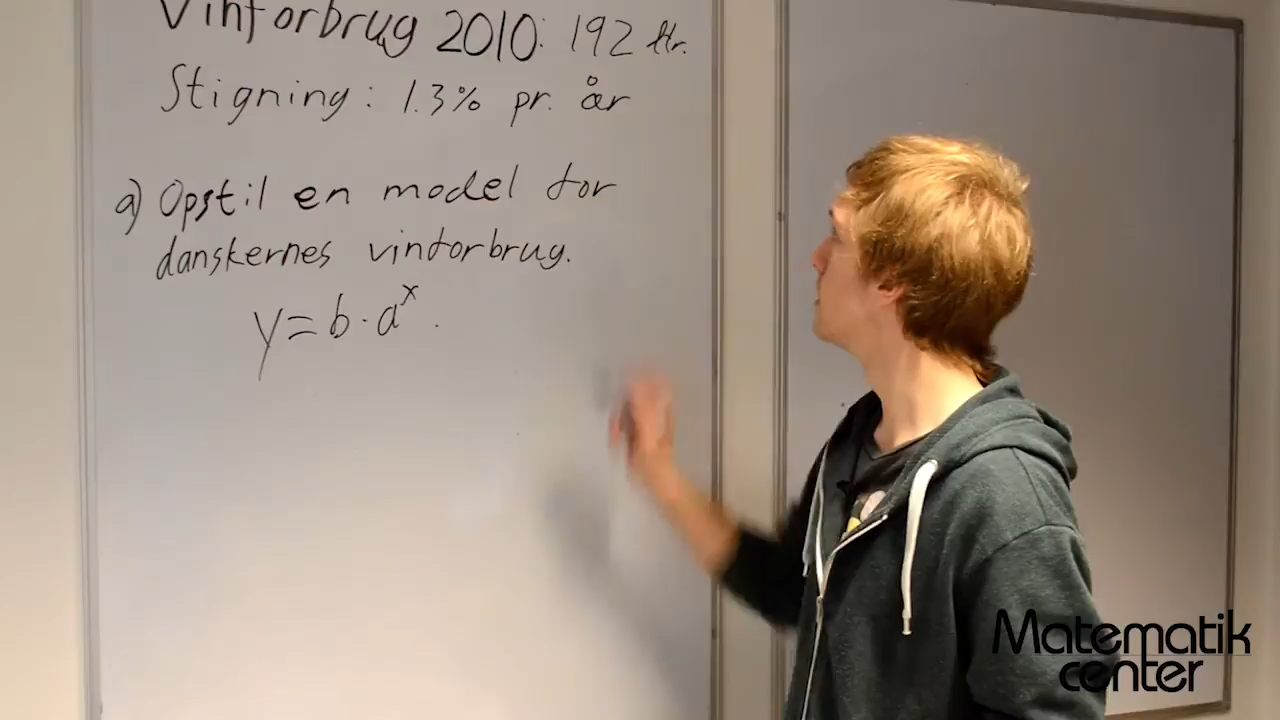 Vinforbrug 2010: 192 ltr.
Stigning: 1.3% pr. år
a) Opstil en model for
danskernes vinforbrug.
y = b · a^x.
Matematik
center